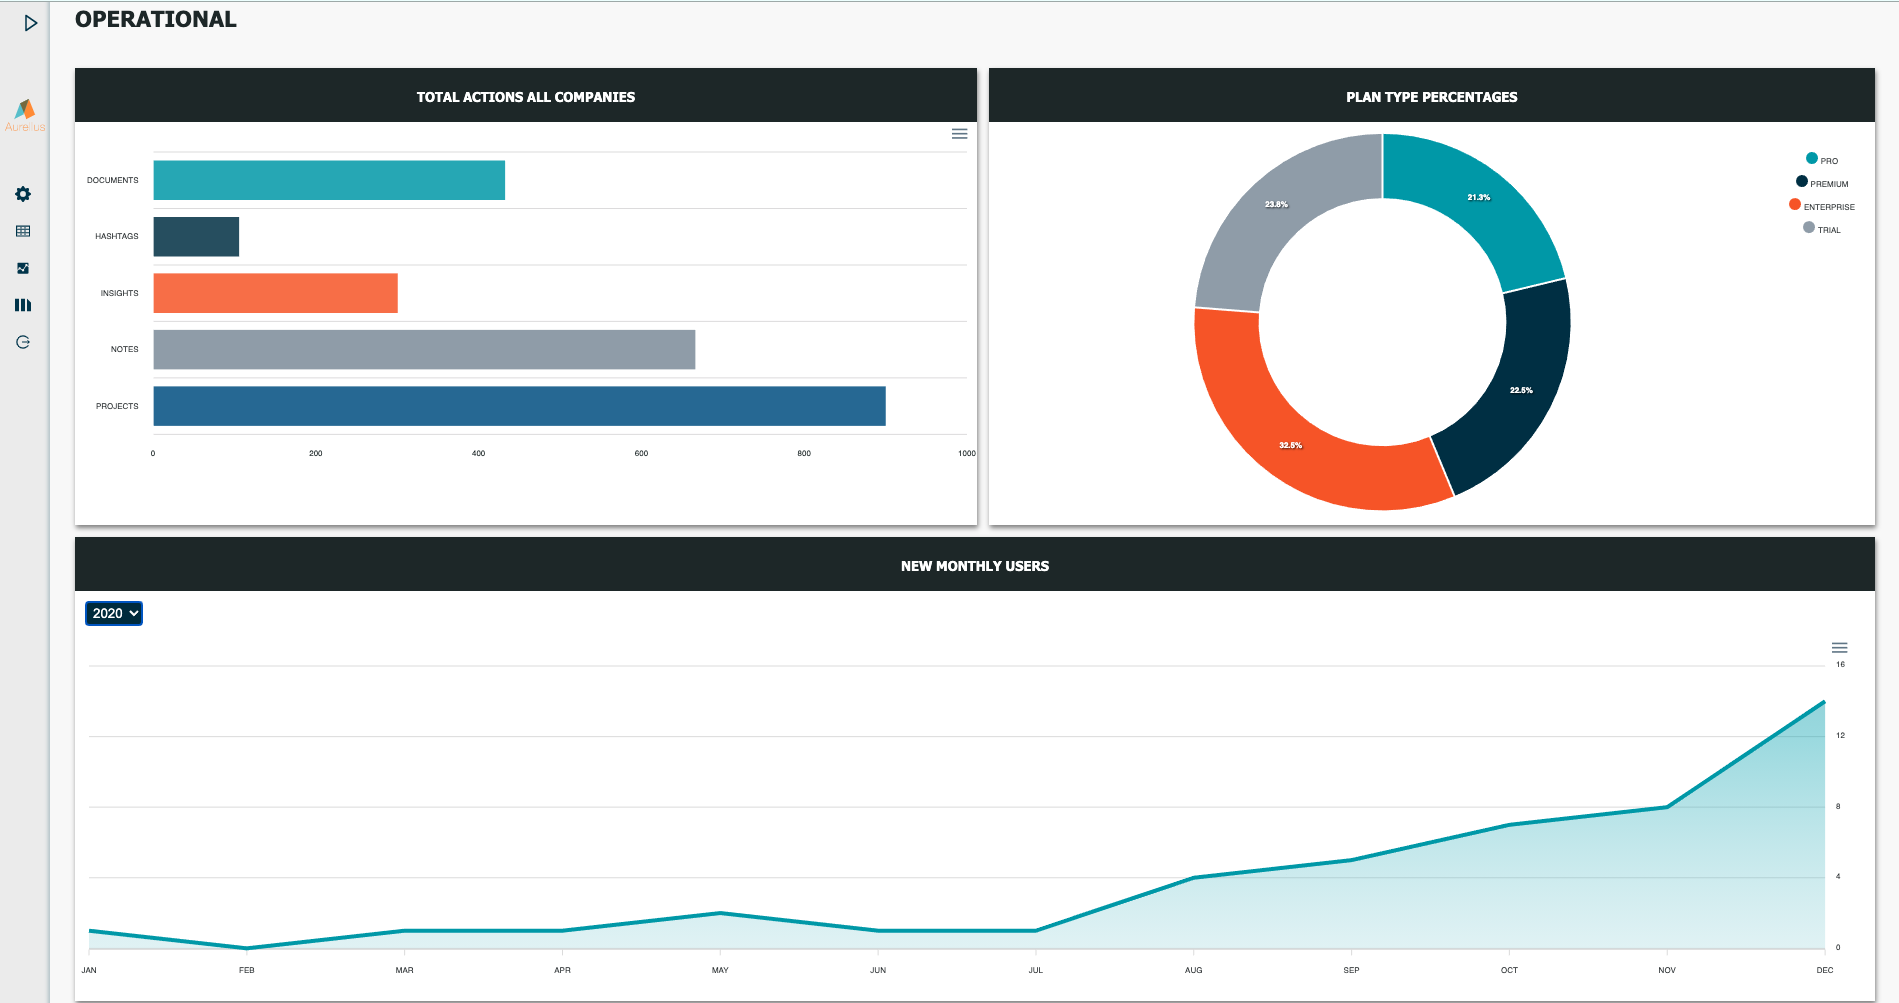 OPERATIONAL
Aurelius
TOTAL ACTIONS ALL COMPANIES
DOCUMENTS
HASHTAGS
INSIGHTS
NOTES
PROJECTS
0 200 400 600 800 1000
PLAN TYPE PERCENTAGES
23.8%
21.3%
22.5%
32.5%
PRO
PREMIUM
ENTERPRISE
TRIAL
NEW MONTHLY USERS
2020
16
12
8
4
0
JAN FEB MAR APR MAY JUN JUL AUG SEP OCT NOV DEC